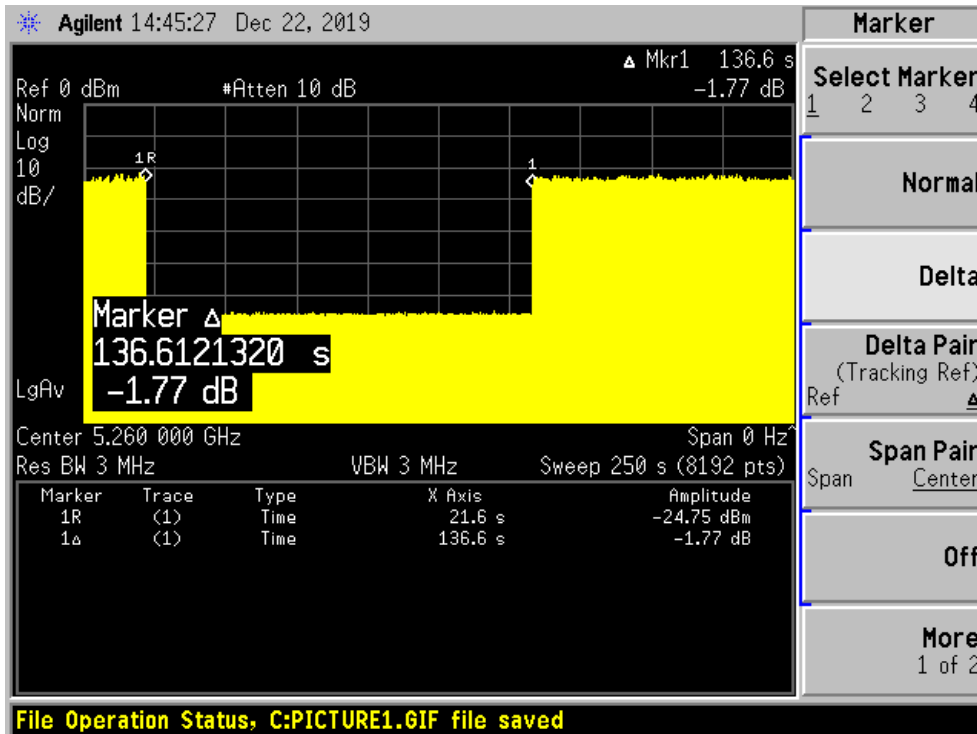 Agilent 14:45:27 Dec 22, 2019
Marker
Δ Mkr1 136.6 s
Ref 0 dBm #Atten 10 dB -1.77 dB
Norm
Log
10
dB/
1R
1
Marker Δ
136.6121320 s
-1.77 dB
LgAv
Center 5.260 000 GHz Span 0 Hz^
Res BW 3 MHz VBW 3 MHz Sweep 250 s (8192 pts)
Marker Trace Type X Axis Amplitude
1R (1) Time 21.6 s -24.75 dBm
1Δ (1) Time 136.6 s -1.77 dB
Select Marker
1 2 3 4
Normal
Delta
Delta Pair
(Tracking Ref)
Ref Δ
Span Pair
Span Center
Off
More
1 of 2
File Operation Status, C:PICTURE1.GIF file saved